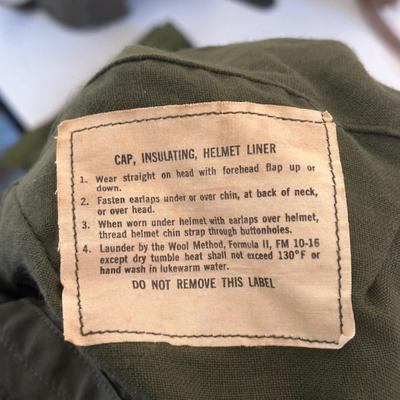 CAP, INSULATING, HELMET LINER
1. Wear straight on head with forehead flap up or
down.
2. Fasten earlaps under or over chin, at back of neck,
or over head.
3. When worn under helmet with earlaps over helmet,
thread helmet chin strap through buttonholes.
4. Launder by the Wool Method, Formula II, FM 10-16
except dry tumble heat shall not exceed 130°F or
hand wash in lukewarm water.
DO NOT REMOVE THIS LABEL